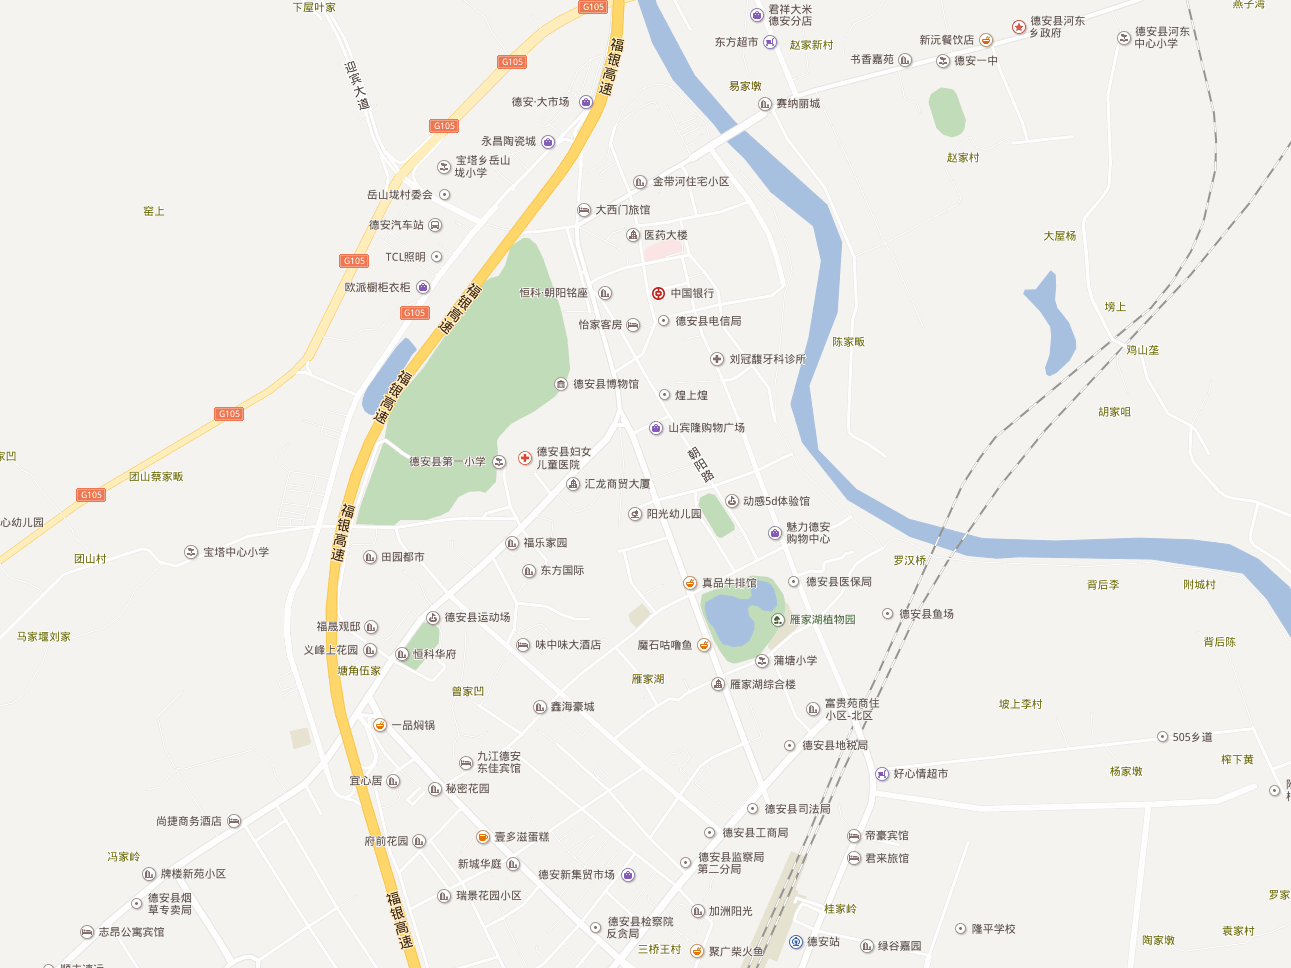 下屋叶家
G105
君祥大米
德安分店
燕子湾
德安县河东
乡政府
德安县河东
中心小学
福银高速
东方超市
赵家新村
新沅餐饮店
书香嘉苑
德安一中
G105
迎宾大道
易家墩
德安·大市场
赛纳丽城
G105
永昌陶瓷城
宝塔乡岳山
垅小学
赵家村
岳山垅村委会
金带河住宅小区
窑上
大西门旅馆
德安汽车站
医药大楼
大屋杨
TCL照明
G105
欧派橱柜衣柜
福银高速
恒科·朝阳铭座
中国银行
G105
塝上
怡家客房
德安县电信局
陈家畈
鸡山垄
刘冠馥牙科诊所
福银高速
德安县博物馆
煌上煌
G105
胡家咀
山宾隆购物广场
家凹
德安县第一小学
德安县妇女
儿童医院
朝阳路
团山蔡家畈
汇龙商贸大厦
G105
动感5d体验馆
心幼儿园
福银高速
阳光幼儿园
魅力德安
购物中心
福乐家园
宝塔中心小学
团山村
田园都市
罗汉桥
东方国际
真品牛排馆
德安县医保局
背后李
附城村
德安县运动场
雁家湖植物园
德安县鱼场
福晟观邸
马家堰刘家
味中味大酒店
魔石咕噜鱼
背后陈
义峰上花园
恒科华府
蒲塘小学
塘角伍家
雁家湖
雁家湖综合楼
曾家凹
鑫海豪城
富贵苑商住
小区-北区
坡上李村
一品焖锅
德安县地税局
505乡道
九江德安
东佳宾馆
榨下黄
宜心居
好心情超市
杨家墩
秘密花园
德安县司法局
尚捷商务酒店
府前花园
壹多滋蛋糕
德安县工商局
帝豪宾馆
冯家岭
新城华庭
德安县监察局
第二分局
君来旅馆
牌楼新苑小区
德安新集贸市场
瑞景花园小区
德安县烟
草专卖局
罗家
福银高速
加洲阳光
桂家岭
志昂公寓宾馆
德安县检察院
反贪局
隆平学校
袁家村
三桥王村
聚广柴火鱼
德安站
绿谷嘉园
陶家墩